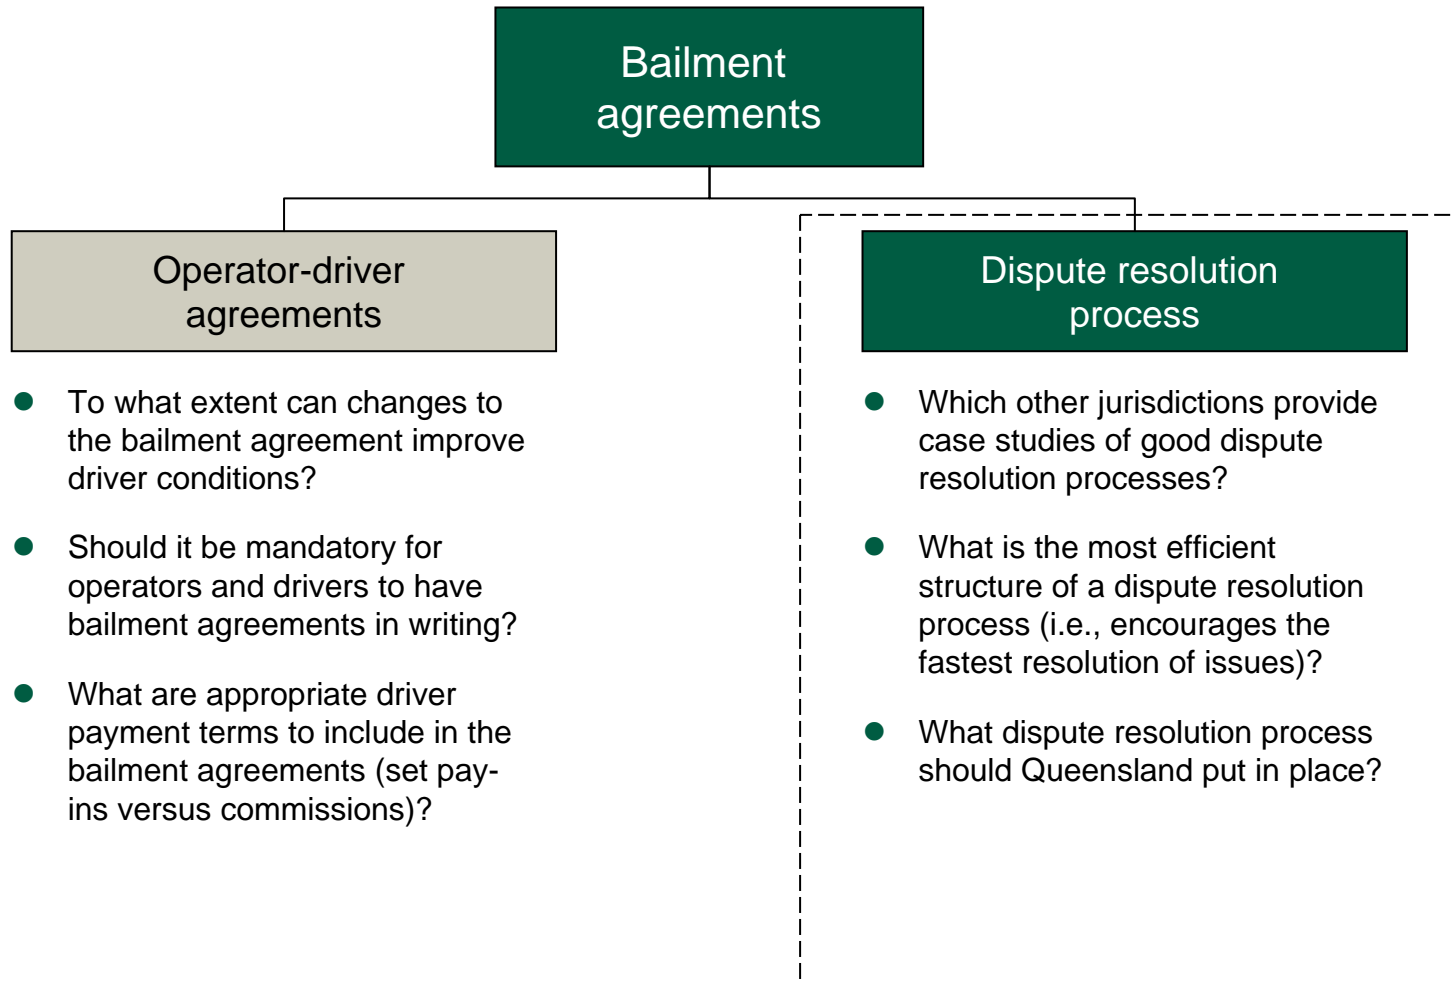 Bailment
agreements
Operator-driver
agreements
● To what extent can changes to
the bailment agreement improve
driver conditions?
● Should it be mandatory for
operators and drivers to have
bailment agreements in writing?
● What are appropriate driver
payment terms to include in the
bailment agreements (set pay-
ins versus commissions)?
Dispute resolution
process
● Which other jurisdictions provide
case studies of good dispute
resolution processes?
● What is the most efficient
structure of a dispute resolution
process (i.e., encourages the
fastest resolution of issues)?
● What dispute resolution process
should Queensland put in place?